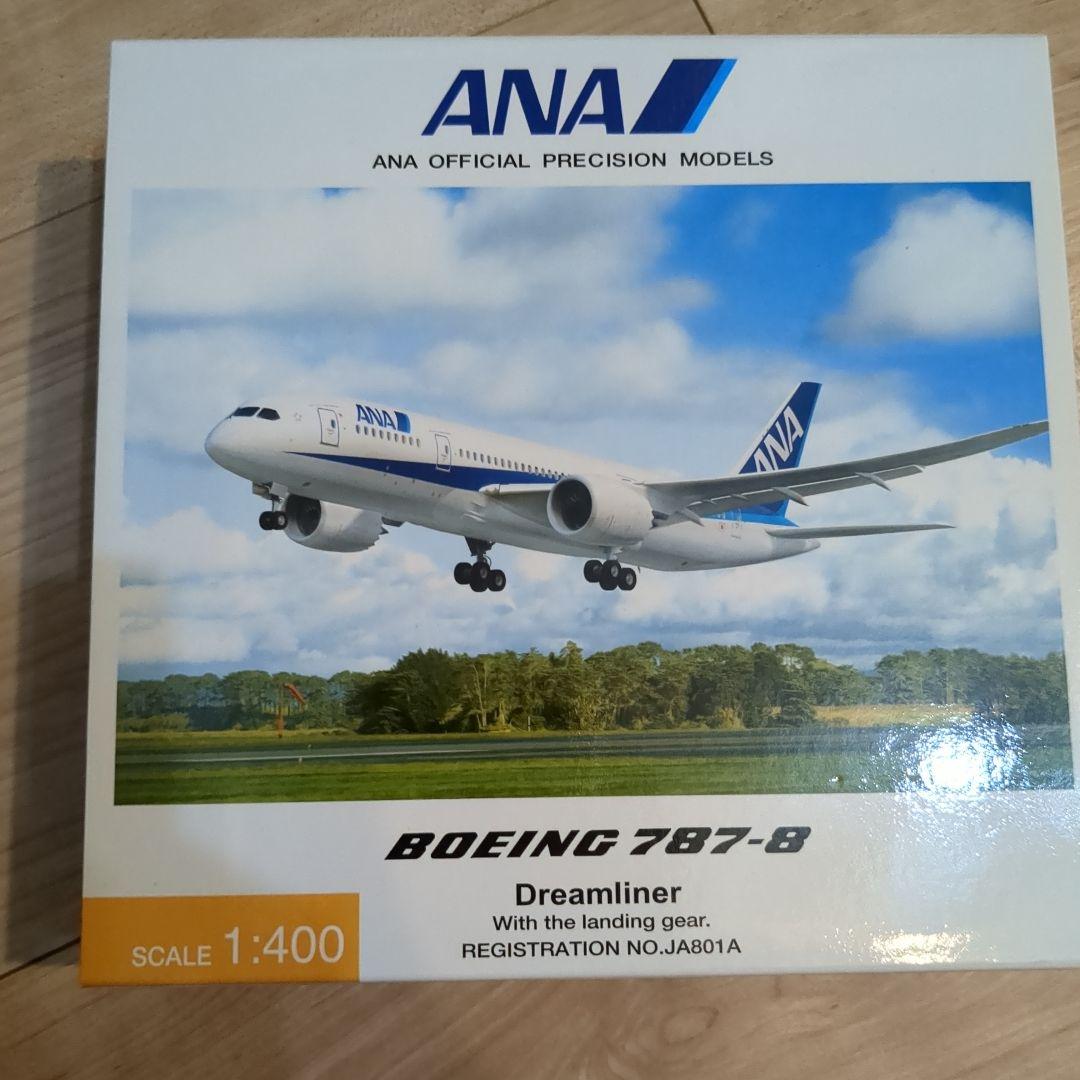 ANA
ANA OFFICIAL PRECISION MODELS
ANA
ANA
BOEING 787-8
Dreamliner
With the landing gear.
REGISTRATION NO.JA801A
SCALE 1:400